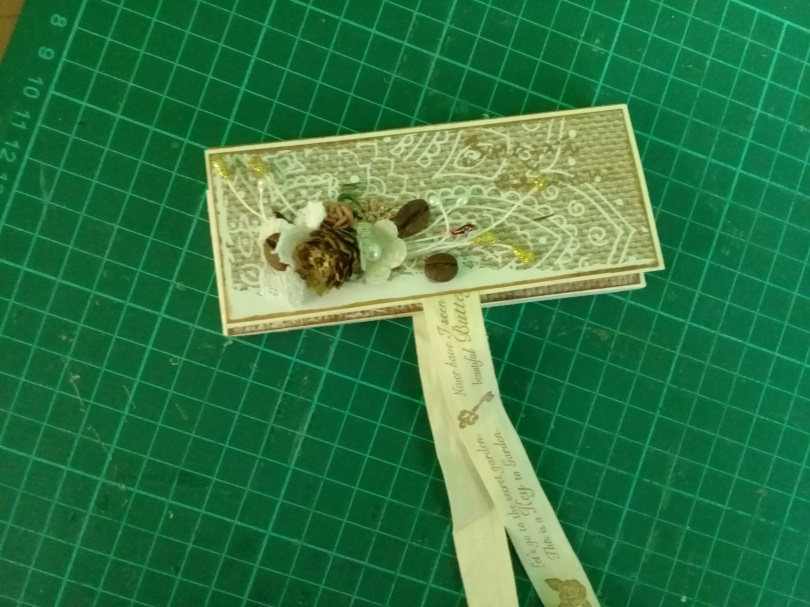 8
9
10
11
12
Never have I seen
beautiful Butte
Let's go to the secret garden
This is a Key to Garden